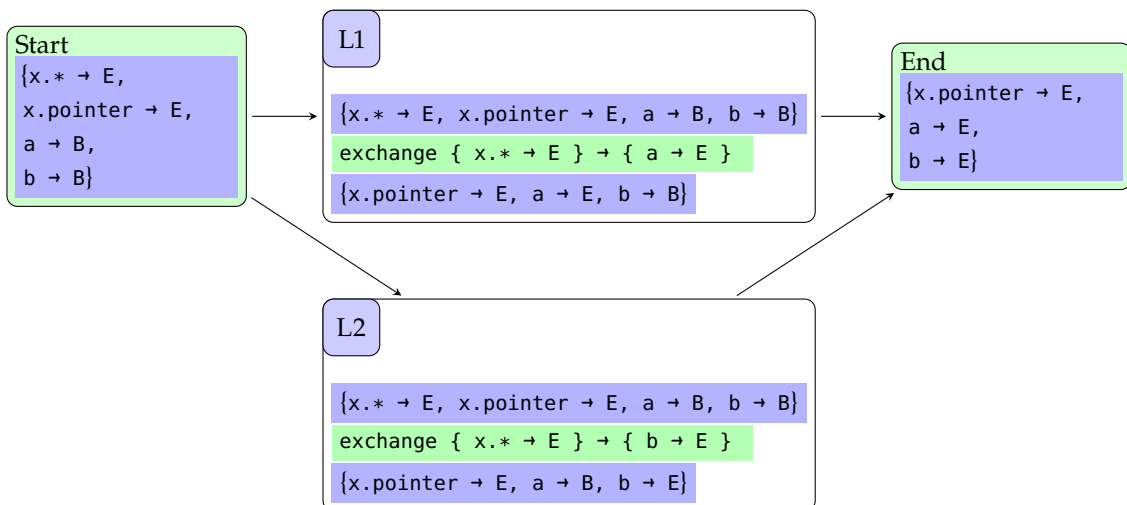 Start
{x.* → E,
x.pointer → E,
a → B,
b → B}
L1
{x.* → E, x.pointer → E, a → B, b → B}
exchange { x.* → E } → { a → E }
{x.pointer → E, a → E, b → B}
End
{x.pointer → E,
a → E,
b → E}
L2
{x.* → E, x.pointer → E, a → B, b → B}
exchange { x.* → E } → { b → E }
{x.pointer → E, a → B, b → E}